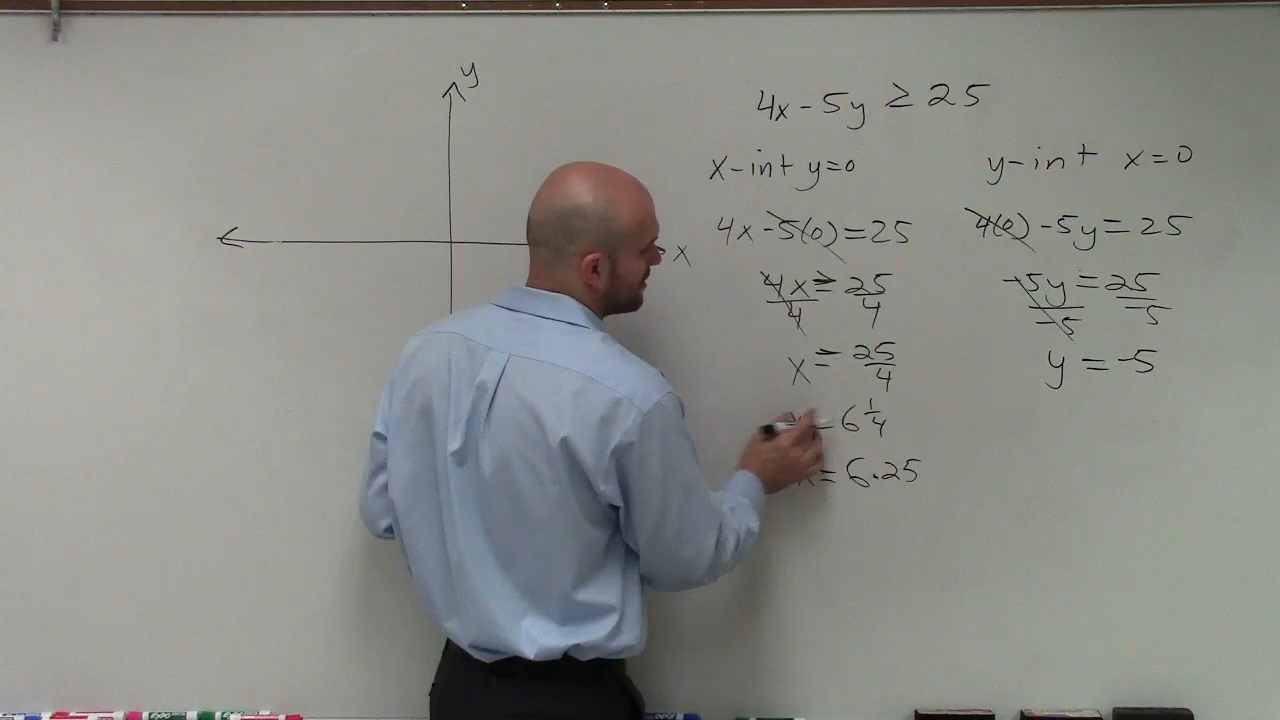 y
x
4x - 5y ≥ 25
x-int y=0
4x - 5(0) = 25
4x = 25
4 4
x = 25/4
x = 6 1/4
x = 6.25
y-int x=0
4(0) - 5y = 25
-5y = 25
-5 -5
y = -5